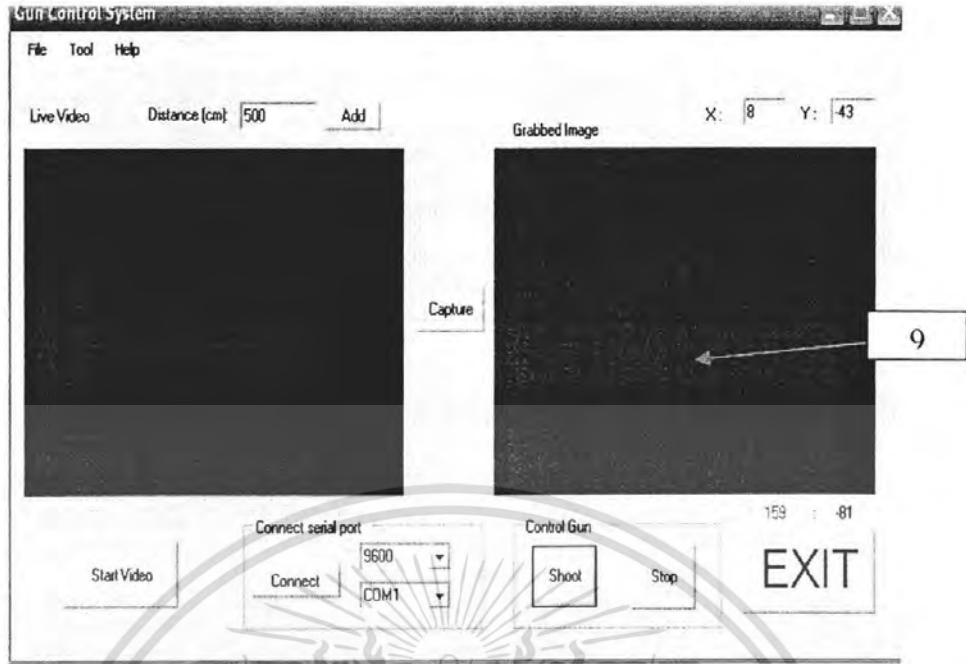 Gun Control System
File Tool Help
Live Video Distance (cm): 500 Add
X: 8 Y: -43
Grabbed Image
Capture
9
159 : -81
Connect serial port
Control Gun
Start Video
Connect
9600
COM1
Shoot
Stop
EXIT